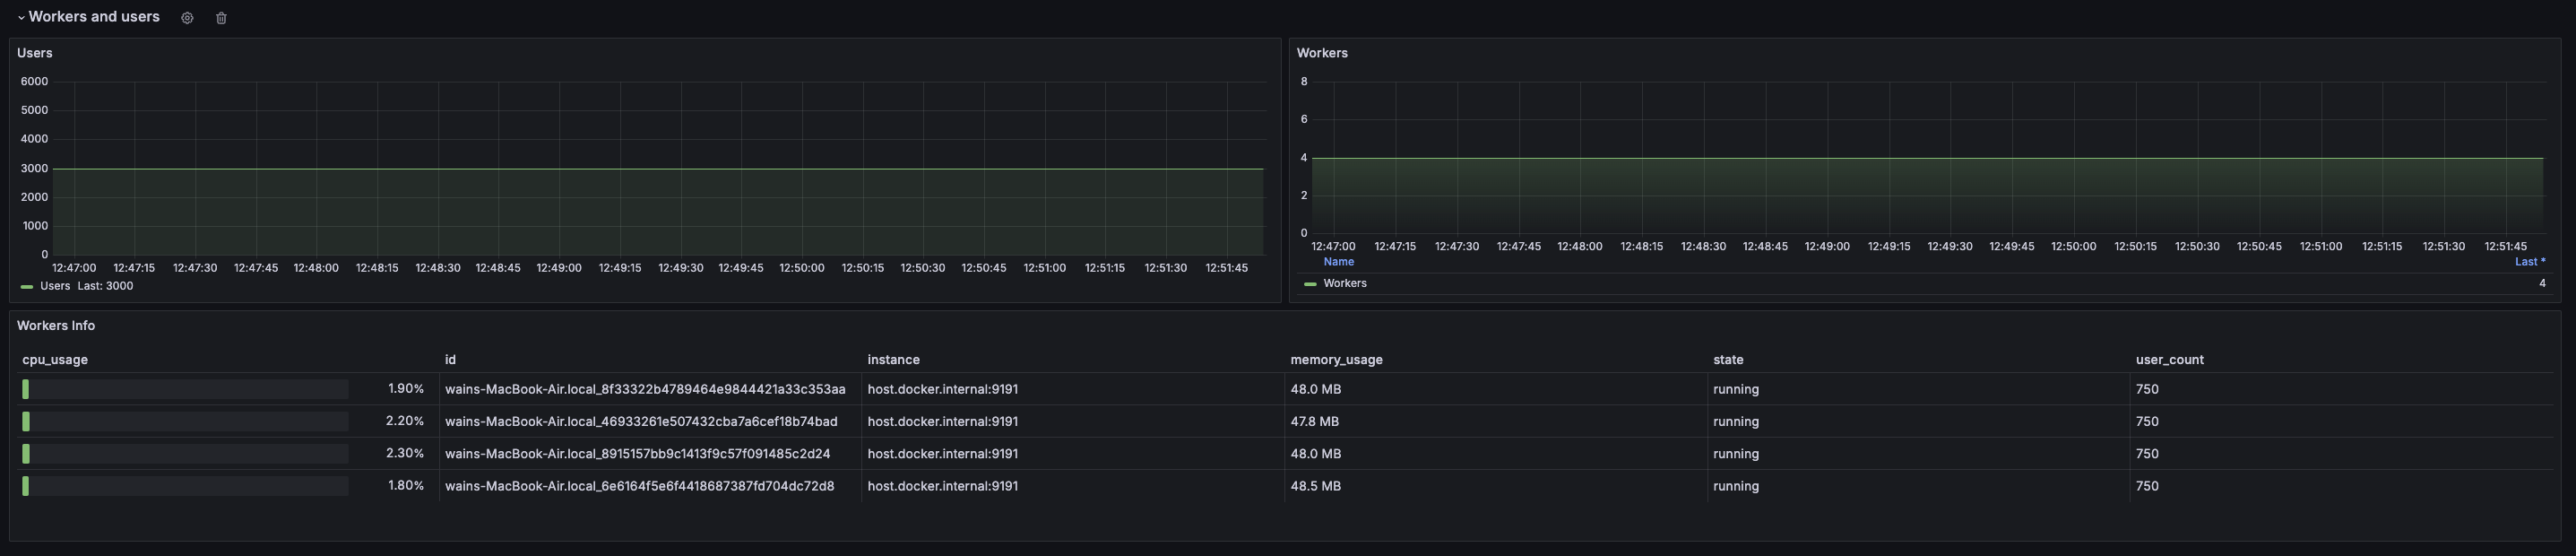 Workers and users
Users
6000
5000
4000
3000
2000
1000
0
12:47:00 12:47:15 12:47:30 12:47:45 12:48:00 12:48:15 12:48:30 12:48:45 12:49:00 12:49:15 12:49:30 12:49:45 12:50:00 12:50:15 12:50:30 12:50:45 12:51:00 12:51:15 12:51:30 12:51:45
Users Last: 3000
Workers
8
6
4
2
0
12:47:00 12:47:15 12:47:30 12:47:45 12:48:00 12:48:15 12:48:30 12:48:45 12:49:00 12:49:15 12:49:30 12:49:45 12:50:00 12:50:15 12:50:30 12:50:45 12:51:00 12:51:15 12:51:30 12:51:45
Name Last *
Workers 4
Workers Info
cpu_usage id instance memory_usage state user_count
1.90% wains-MacBook-Air.local_8f33322b4789464e9844421a33c353aa host.docker.internal:9191 48.0 MB running 750
2.20% wains-MacBook-Air.local_46933261e507432cba7a6cef18b74bad host.docker.internal:9191 47.8 MB running 750
2.30% wains-MacBook-Air.local_8915157bb9c1413f9c57f091485c2d24 host.docker.internal:9191 48.0 MB running 750
1.80% wains-MacBook-Air.local_6e6164f5e6f4418687387fd704dc72d8 host.docker.internal:9191 48.5 MB running 750